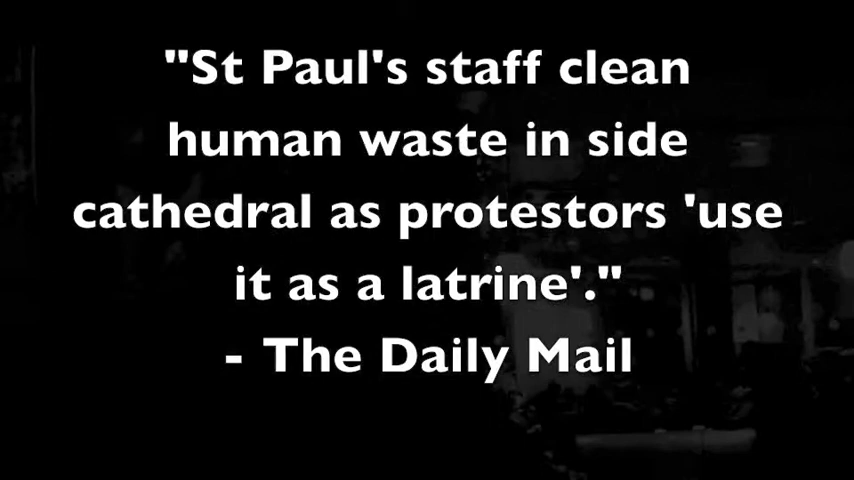 "St Paul's staff clean
human waste in side
cathedral as protestors 'use
it as a latrine'."
- The Daily Mail